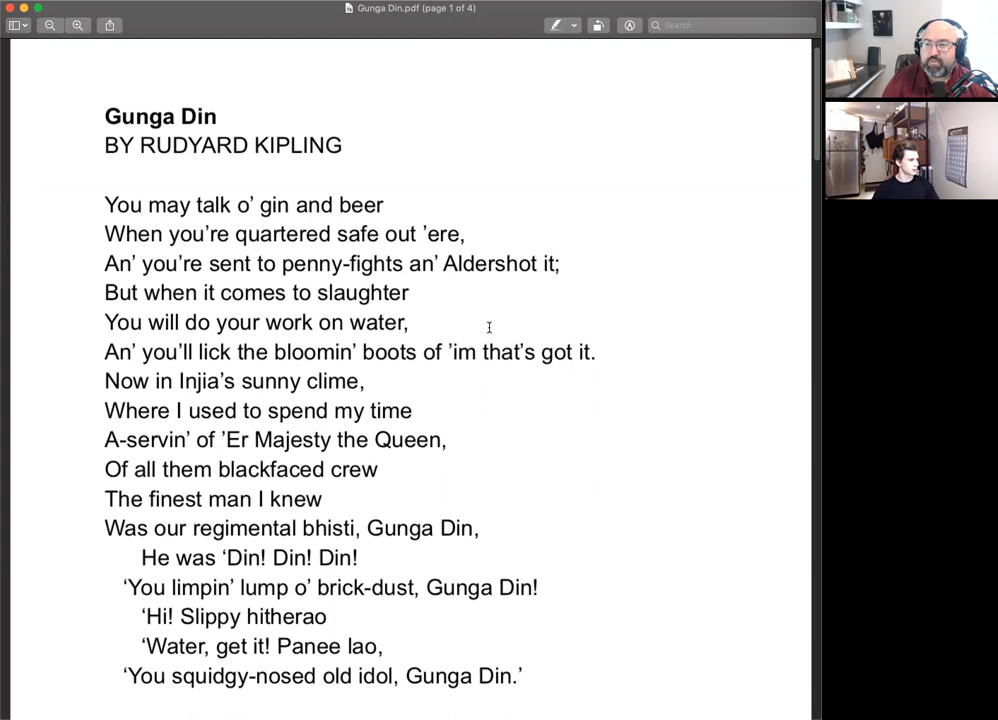 Gunga Din.pdf (page 1 of 4)
Search
Gunga Din
BY RUDYARD KIPLING
You may talk o’ gin and beer
When you’re quartered safe out ’ere,
An’ you’re sent to penny-fights an’ Aldershot it;
But when it comes to slaughter
You will do your work on water,
An’ you’ll lick the bloomin’ boots of ’im that’s got it.
Now in Injia’s sunny clime,
Where I used to spend my time
A-servin’ of ’Er Majesty the Queen,
Of all them blackfaced crew
The finest man I knew
Was our regimental bhisti, Gunga Din,
He was ‘Din! Din! Din!
‘You limpin’ lump o’ brick-dust, Gunga Din!
‘Hi! Slippy hitherao
‘Water, get it! Panee lao,
‘You squidgy-nosed old idol, Gunga Din.’